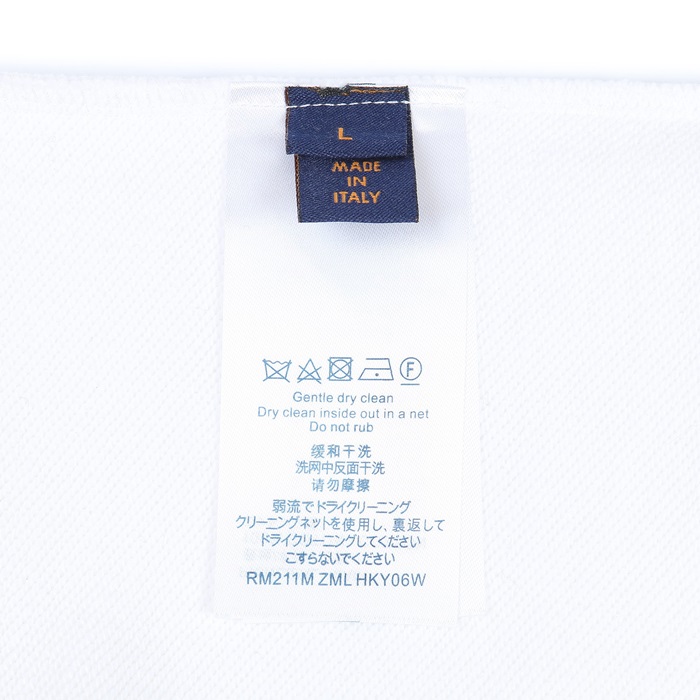 L
MADE
IN
ITALY
F
Gentle dry clean
Dry clean inside out in a net
Do not rub
缓和干洗
洗网中反面干洗
请勿摩擦
弱流でドライクリーニング
クリーニングネットを使用し、裏返して
ドライクリーニングしてください
こすらないでください
RM211M ZML HKY06W